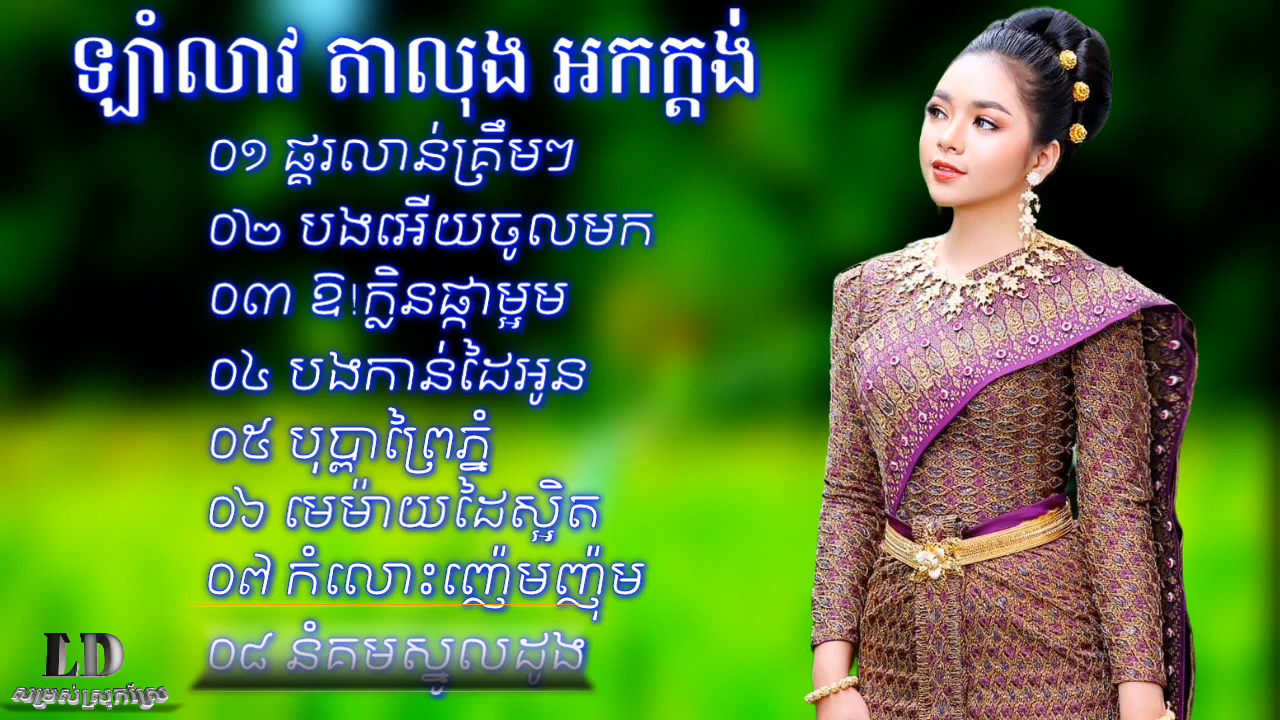 ឡាំលាវ តាលុង អកក្តង់
០១ ផ្គរលាន់គ្រឹមៗ
០២ បងអើយចូលមក
០៣ ឱ!ក្លិនផ្កាម្អម
០៤ បងកាន់ដៃអូន
០៥ បុប្ផាព្រៃភ្នំ
០៦ មេម៉ាយដៃស្អិត
០៧ កំលោះញ៉េមញ៉ុម
០៨ នំគមស្នូលដូង
LD
សម្រស់ស្រុកស្រែ